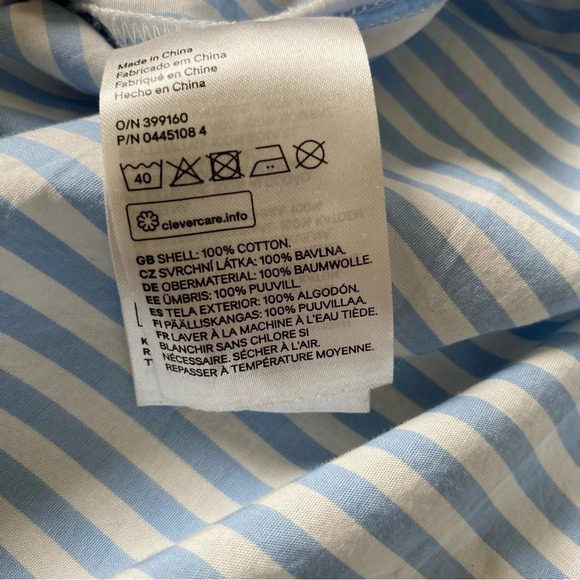 Made in China
Fabricado em China
Fabriqué en Chine
Hecho en China
O/N 399160
P/N 0445108 4
40
clevercare.info
GB SHELL: 100% COTTON.
CZ SVRCHNÍ LÁTKA: 100% BAVLNA.
DE OBERMATERIAL: 100% BAUMWOLLE.
EE ÜMBRIS: 100% PUUVILL.
ES TELA EXTERIOR: 100% ALGODÓN.
FI PÄÄLLISKANGAS: 100% PUUVILLAA.
FR LAVER À LA MACHINE À L'EAU TIÈDE.
BLANCHIR SANS CHLORE SI
NÉCESSAIRE. SÉCHER À L'AIR.
REPASSER À TEMPÉRATURE MOYENNE.